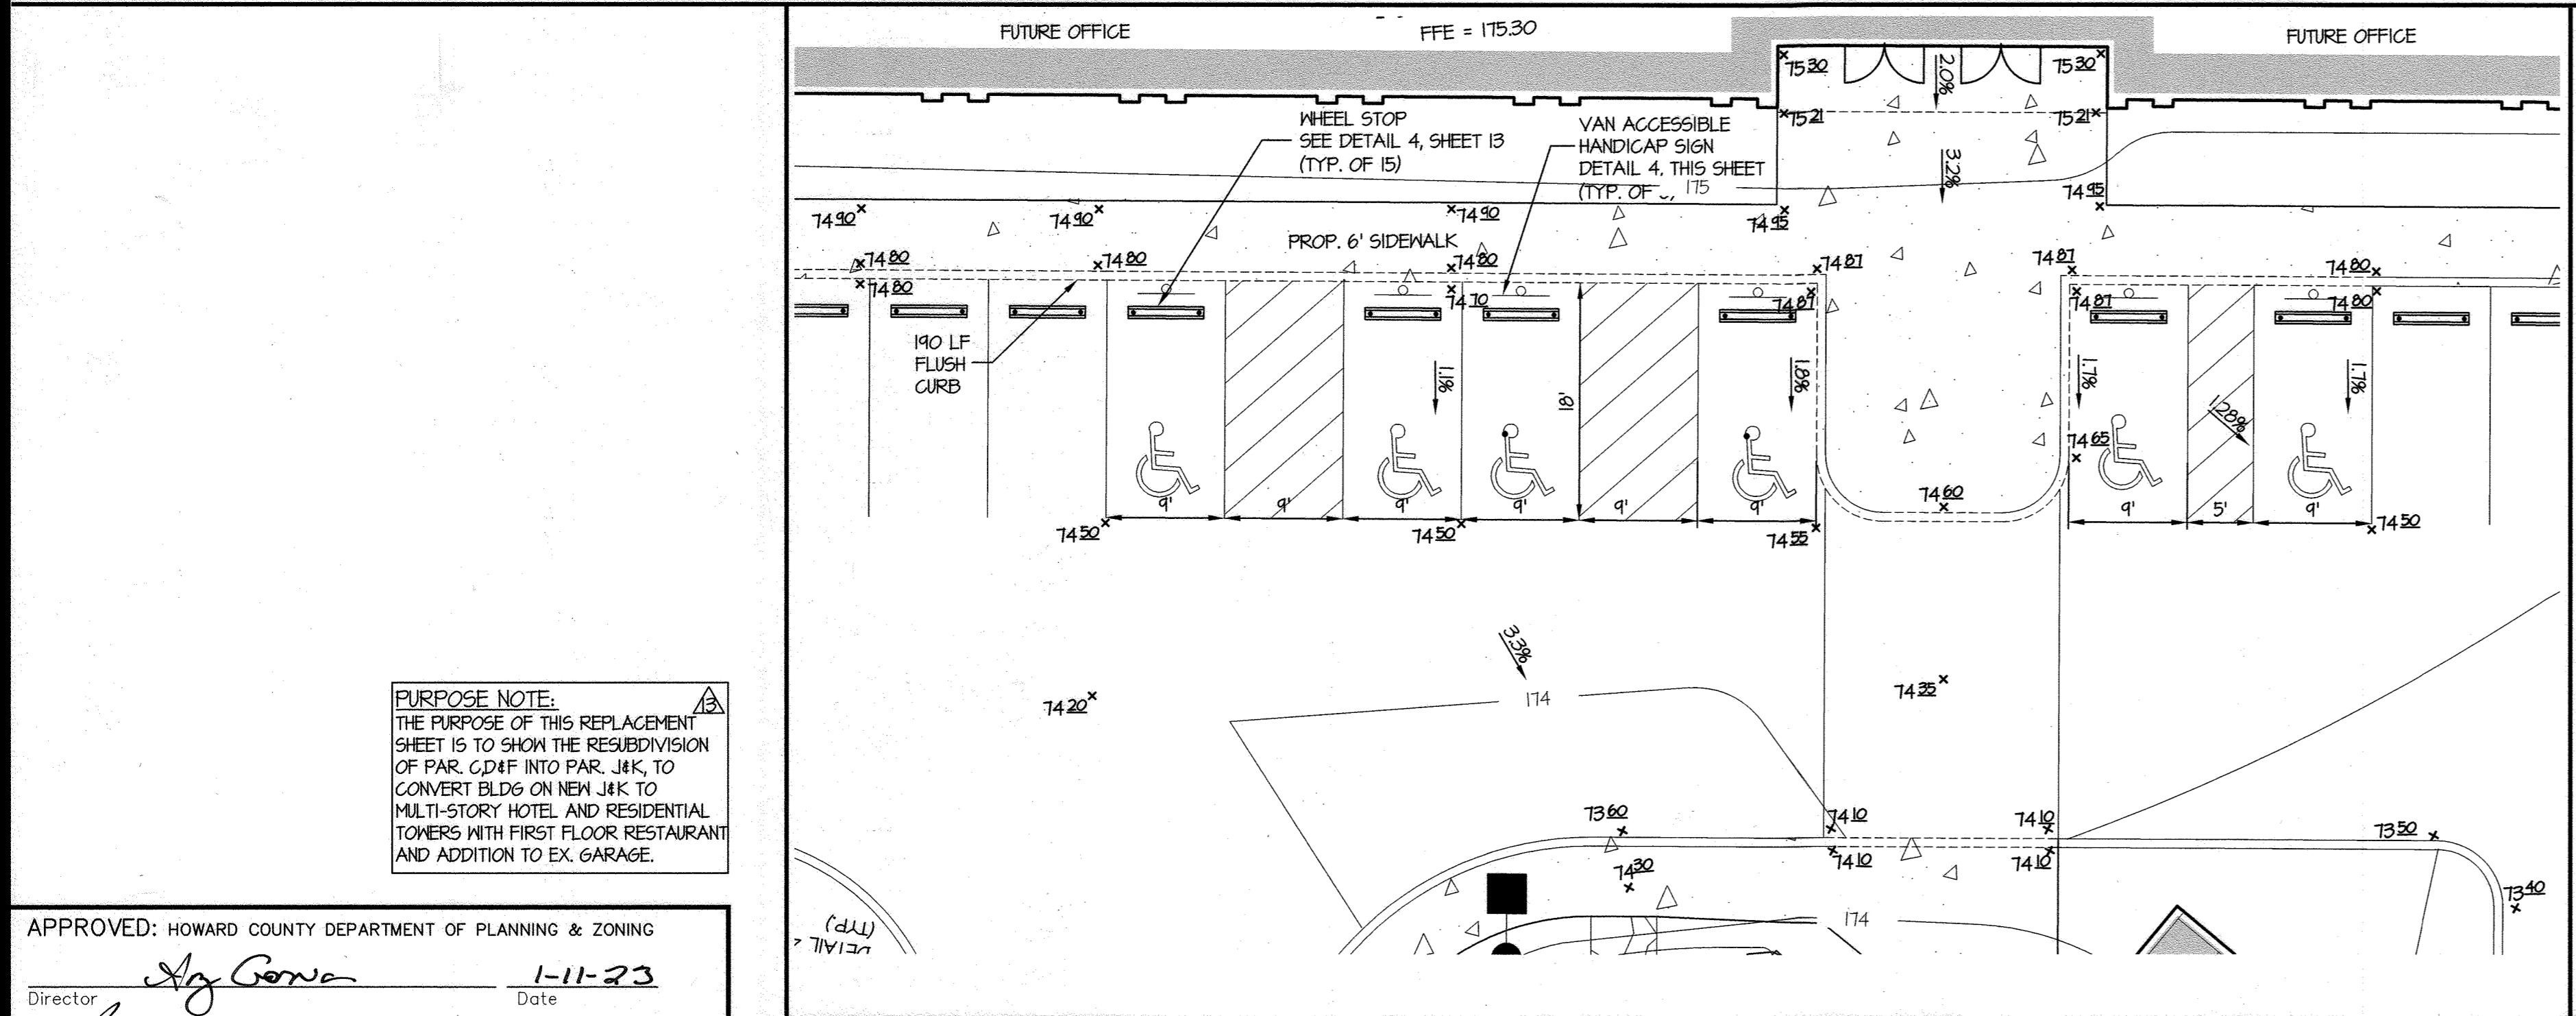 FUTURE OFFICE
FFE = 175.30
FUTURE OFFICE
75 30
2.0%
75 30
75 21
75 21
WHEEL STOP
SEE DETAIL 4, SHEET 13
(TYP. OF 15)
VAN ACCESSIBLE
HANDICAP SIGN
DETAIL 4, THIS SHEET
(TYP. OF
175
3.2%
74 95
74 95
74 90
74 90
74 90
PROP. 6' SIDEWALK
74 80
74 80
74 80
74 87
74 87
74 80
74 80
74 70
74 87
74 87
74 80
190 LF
FLUSH
CURB
1.1%
18'
1.8%
1.7%
1.7%
1.28%
74 65
74 60
9'
9'
9'
9'
9'
9'
9'
5'
9'
74 50
74 50
74 55
74 50
3.3%
174
74 20
74 35
PURPOSE NOTE:
13
THE PURPOSE OF THIS REPLACEMENT
SHEET IS TO SHOW THE RESUBDIVISION
OF PAR. C,D&F INTO PAR. J&K, TO
CONVERT BLDG ON NEW J&K TO
MULTI-STORY HOTEL AND RESIDENTIAL
TOWERS WITH FIRST FLOOR RESTAURANT
AND ADDITION TO EX. GARAGE.
73 60
74 10
74 10
73 50
74 10
74 10
74 30
73 40
174
(TYP.)
DETAIL
APPROVED: HOWARD COUNTY DEPARTMENT OF PLANNING & ZONING
1-11-23
Director
Date